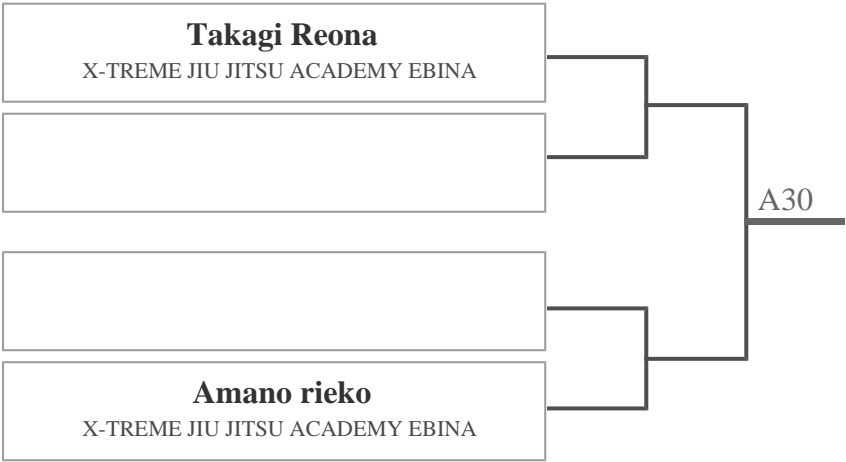 Takagi Reona
X-TREME JIU JITSU ACADEMY EBINA
A30
Amano rieko
X-TREME JIU JITSU ACADEMY EBINA